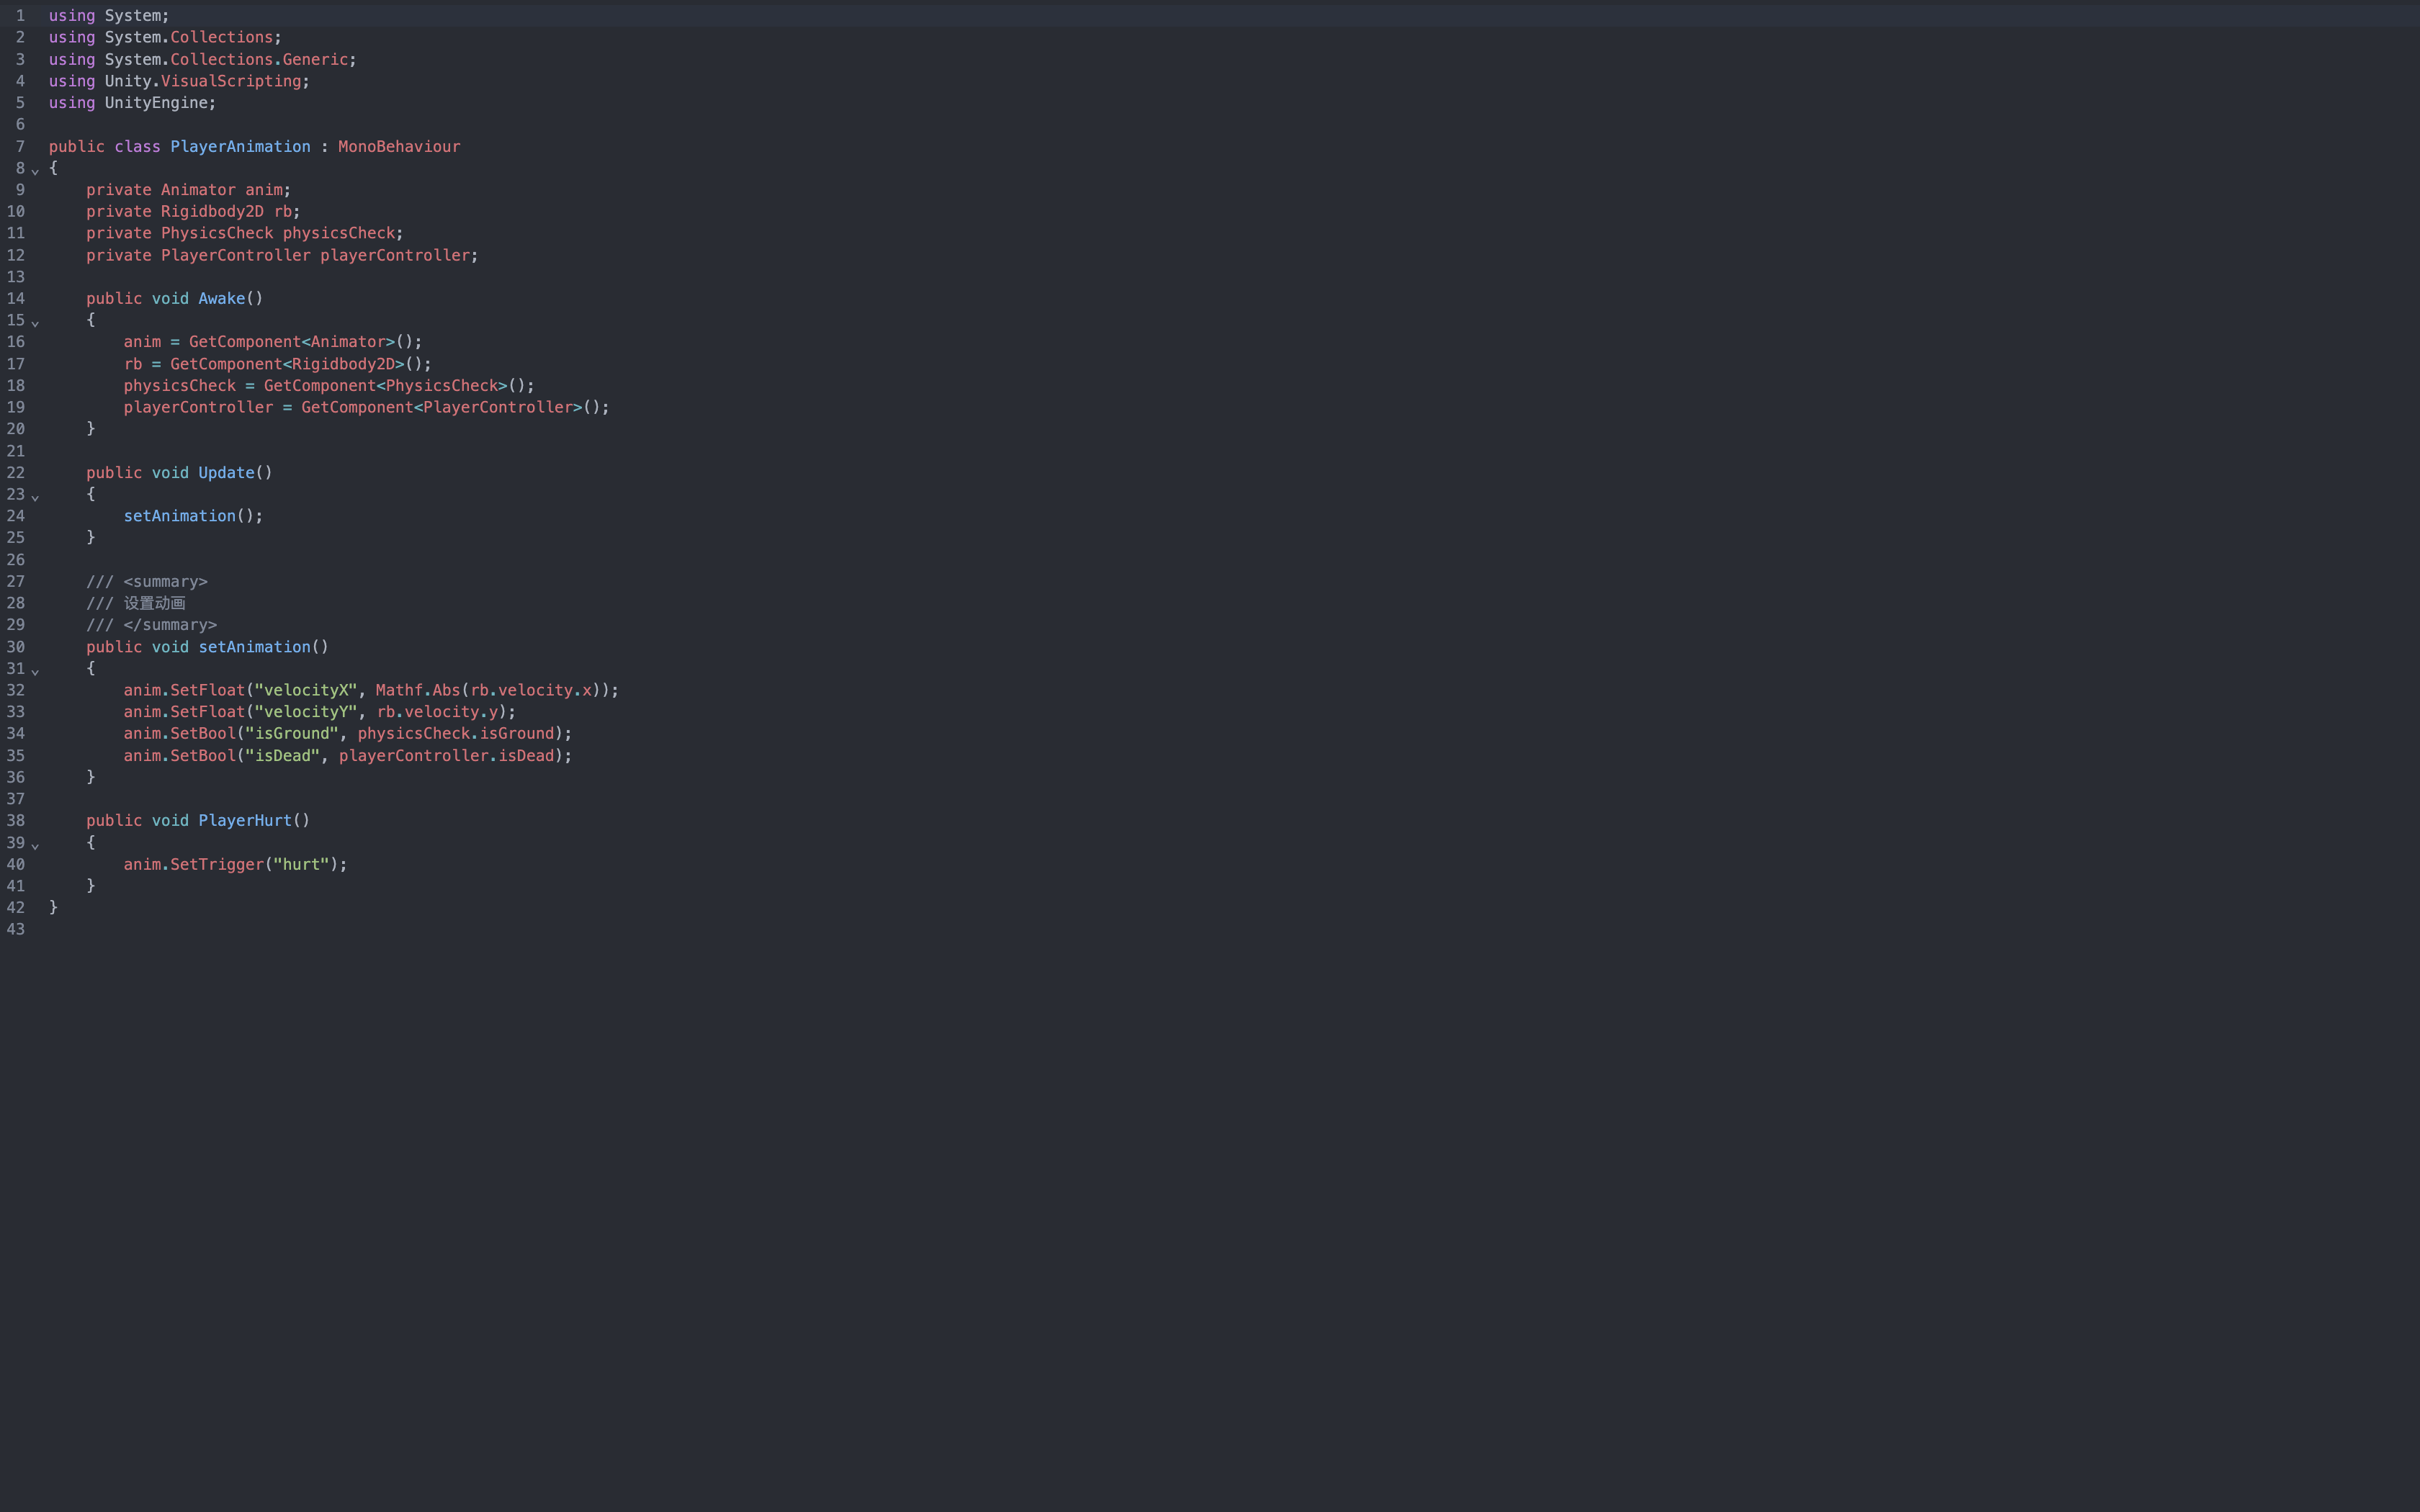 1 using System;
2 using System.Collections;
3 using System.Collections.Generic;
4 using Unity.VisualScripting;
5 using UnityEngine;
6
7 public class PlayerAnimation : MonoBehaviour
8 {
9     private Animator anim;
10     private Rigidbody2D rb;
11     private PhysicsCheck physicsCheck;
12     private PlayerController playerController;
13
14     public void Awake()
15     {
16         anim = GetComponent<Animator>();
17         rb = GetComponent<Rigidbody2D>();
18         physicsCheck = GetComponent<PhysicsCheck>();
19         playerController = GetComponent<PlayerController>();
20     }
21
22     public void Update()
23     {
24         setAnimation();
25     }
26
27     /// <summary>
28     /// 设置动画
29     /// </summary>
30     public void setAnimation()
31     {
32         anim.SetFloat("velocityX", Mathf.Abs(rb.velocity.x));
33         anim.SetFloat("velocityY", rb.velocity.y);
34         anim.SetBool("isGround", physicsCheck.isGround);
35         anim.SetBool("isDead", playerController.isDead);
36     }
37
38     public void PlayerHurt()
39     {
40         anim.SetTrigger("hurt");
41     }
42 }
43